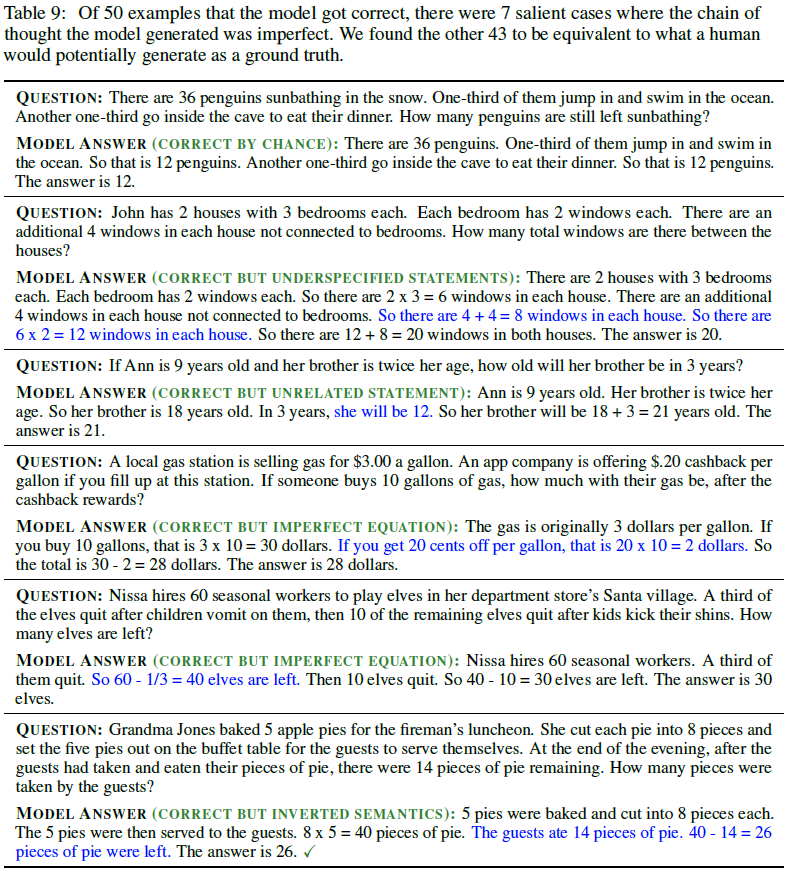 Table 9: Of 50 examples that the model got correct, there were 7 salient cases where the chain of
thought the model generated was imperfect. We found the other 43 to be equivalent to what a human
would potentially generate as a ground truth.
QUESTION: There are 36 penguins sunbathing in the snow. One-third of them jump in and swim in the ocean.
Another one-third go inside the cave to eat their dinner. How many penguins are still left sunbathing?
MODEL ANSWER (CORRECT BY CHANCE): There are 36 penguins. One-third of them jump in and swim in
the ocean. So that is 12 penguins. Another one-third go inside the cave to eat their dinner. So that is 12 penguins.
The answer is 12.
QUESTION: John has 2 houses with 3 bedrooms each. Each bedroom has 2 windows each. There are an
additional 4 windows in each house not connected to bedrooms. How many total windows are there between the
houses?
MODEL ANSWER (CORRECT BUT UNDERSPECIFIED STATEMENTS): There are 2 houses with 3 bedrooms
each. Each bedroom has 2 windows each. So there are 2 x 3 = 6 windows in each house. There are an additional
4 windows in each house not connected to bedrooms. So there are 4 + 4 = 8 windows in each house. So there are
6 x 2 = 12 windows in each house. So there are 12 + 8 = 20 windows in both houses. The answer is 20.
QUESTION: If Ann is 9 years old and her brother is twice her age, how old will her brother be in 3 years?
MODEL ANSWER (CORRECT BUT UNRELATED STATEMENT): Ann is 9 years old. Her brother is twice her
age. So her brother is 18 years old. In 3 years, she will be 12. So her brother will be 18 + 3 = 21 years old. The
answer is 21.
QUESTION: A local gas station is selling gas for $3.00 a gallon. An app company is offering $.20 cashback per
gallon if you fill up at this station. If someone buys 10 gallons of gas, how much with their gas be, after the
cashback rewards?
MODEL ANSWER (CORRECT BUT IMPERFECT EQUATION): The gas is originally 3 dollars per gallon. If
you buy 10 gallons, that is 3 x 10 = 30 dollars. If you get 20 cents off per gallon, that is 20 x 10 = 2 dollars. So
the total is 30 - 2 = 28 dollars. The answer is 28 dollars.
QUESTION: Nissa hires 60 seasonal workers to play elves in her department store's Santa village. A third of
the elves quit after children vomit on them, then 10 of the remaining elves quit after kids kick their shins. How
many elves are left?
MODEL ANSWER (CORRECT BUT IMPERFECT EQUATION): Nissa hires 60 seasonal workers. A third of
them quit. So 60 - 1/3 = 40 elves are left. Then 10 elves quit. So 40 - 10 = 30 elves are left. The answer is 30
elves.
QUESTION: Grandma Jones baked 5 apple pies for the fireman's luncheon. She cut each pie into 8 pieces and
set the five pies out on the buffet table for the guests to serve themselves. At the end of the evening, after the
guests had taken and eaten their pieces of pie, there were 14 pieces of pie remaining. How many pieces were
taken by the guests?
MODEL ANSWER (CORRECT BUT INVERTED SEMANTICS): 5 pies were baked and cut into 8 pieces each.
The 5 pies were then served to the guests. 8 x 5 = 40 pieces of pie. The guests ate 14 pieces of pie. 40 - 14 = 26
pieces of pie were left. The answer is 26. ✓